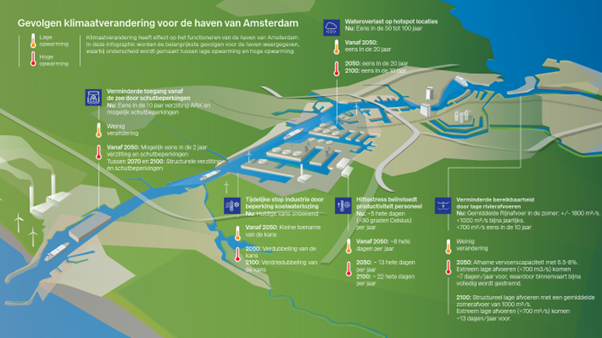 Gevolgen klimaatverandering voor de haven van Amsterdam
Lage
opwarming
Hoge
opwarming
Klimaatverandering heeft effect op het functioneren van de haven van Amsterdam.
In deze infographic worden de belangrijkste gevolgen voor de haven weergegeven,
waarbij onderscheid wordt gemaakt tussen lage opwarming en hoge opwarming.
Wateroverlast op hotspot locaties
Nu: Eens in de 50 tot 100 jaar
Vanaf 2050:
eens in de 20 jaar
2050: eens in de 20 jaar
2100: eens in de 10 jaar
Verminderde toegang vanaf
de zee door schutbeperkingen
Nu: Eens in de 10 jaar verzilting ARK en
mogelijk schutbeperkingen
Weinig
verandering
Vanaf 2050: Mogelijk eens in de 2 jaar
verzilting en schutbeperkingen
Tussen 2070 en 2100: Structurele verzilting
en schutbeperkingen
Tijdelijke stop industrie door
beperking koelwaterlozing
Nu: Huidige kans onbekend
Vanaf 2050: Kleine toename
van de kans
2050: Verdubbeling van de
kans
2100: Verdriedubbeling van
de kans
Hittestress beïnvloedt
productiviteit personeel
Nu: ~5 hete dagen
(>30 graden Celsius)
per jaar
Vanaf 2050: ~8 hete
dagen per jaar
2050: ~ 13 hete dagen
per jaar
2100: ~ 22 hete dagen
per jaar
Verminderde bereikbaarheid
door lage rivierafvoeren
Nu: Gemiddelde Rijnafvoer in de zomer: +/- 1800 m³/s.
<1000 m³/s bijna jaarlijks.
<700 m³/s eens in de 10 jaar
Weinig
verandering
2050: Afname vervoerscapaciteit met 6.5-8%.
Extreem lage afvoeren (<700 m3/s) komen
~7 dagen/jaar voor, waardoor binnenvaart bijna
volledig wordt gestremd.
2100: Structureel lage afvoeren met een gemiddelde
zomerafvoer van 1000 m³/s.
Extreem lage afvoeren (<700 m³/s) komen
~13 dagen/jaar voor.